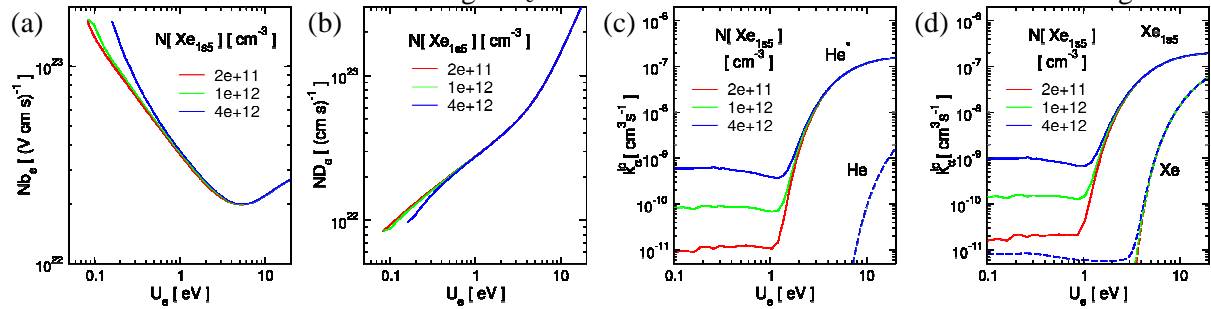 (a)
N[ Xe1s5] [ cm-3]
2e+11
1e+12
4e+12
Nbe[ (V cm s)-1]
10^23
10^22
0.1 1 10
Ue [ eV]
(b)
N[ Xe1s5] [ cm-3]
2e+11
1e+12
4e+12
NDe[ (cm s)-1]
10^23
10^22
0.1 1 10
Ue [ eV]
(c)
N[ Xe1s5]
[ cm-3]
2e+11
1e+12
4e+12
He*
He
[ cm3s-1]
10^-6
10^-7
10^-8
10^-9
10^-10
10^-11
0.1 1 10
Ue [ eV]
(d)
N[ Xe1s5]
[ cm-3]
2e+11
1e+12
4e+12
Xe1s5
Xe
[ cm3s-1]
10^-6
10^-7
10^-8
10^-9
10^-10
10^-11
0.1 1 10
Ue [ eV]